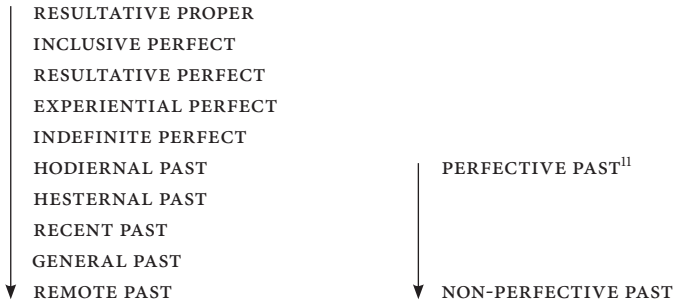 RESULTATIVE PROPER
INCLUSIVE PERFECT
RESULTATIVE PERFECT
EXPERIENTIAL PERFECT
INDEFINITE PERFECT
HODIERNAL PAST PERFECTIVE PAST11
HESTERNAL PAST
RECENT PAST
GENERAL PAST
REMOTE PAST NON-PERFECTIVE PAST